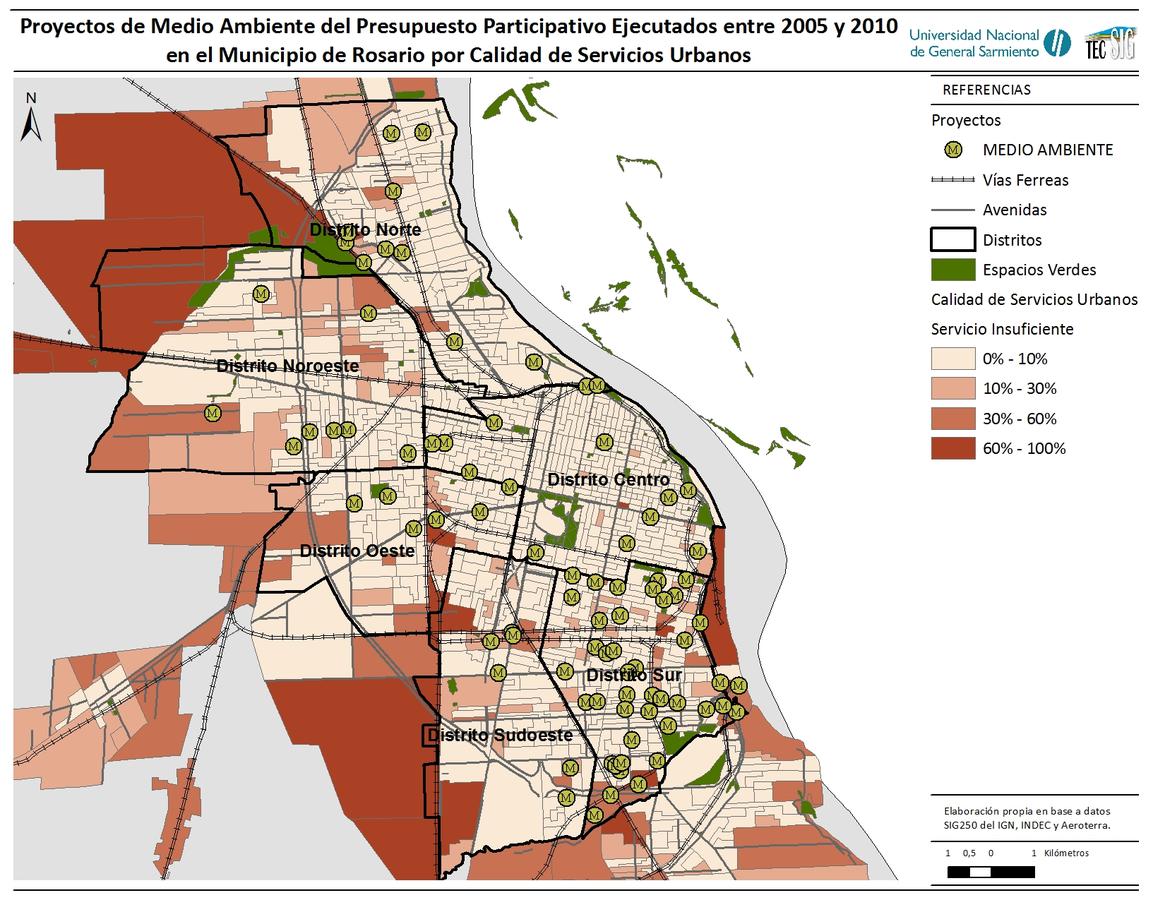 Proyectos de Medio Ambiente del Presupuesto Participativo Ejecutados entre 2005 y 2010
en el Municipio de Rosario por Calidad de Servicios Urbanos
Universidad Nacional
de General Sarmiento
TEC SIG
N
REFERENCIAS
Proyectos
M MEDIO AMBIENTE
Vías Ferreas
Avenidas
Distritos
Espacios Verdes
Calidad de Servicios Urbanos
Servicio Insuficiente
0% - 10%
10% - 30%
30% - 60%
60% - 100%
Distrito Norte
Distrito Noroeste
Distrito Centro
Distrito Oeste
Distrito Sur
Distrito Sudoeste
Elaboración propia en base a datos
SIG250 del IGN, INDEC y Aeroterra.
1 0,5 0 1 Kilómetros